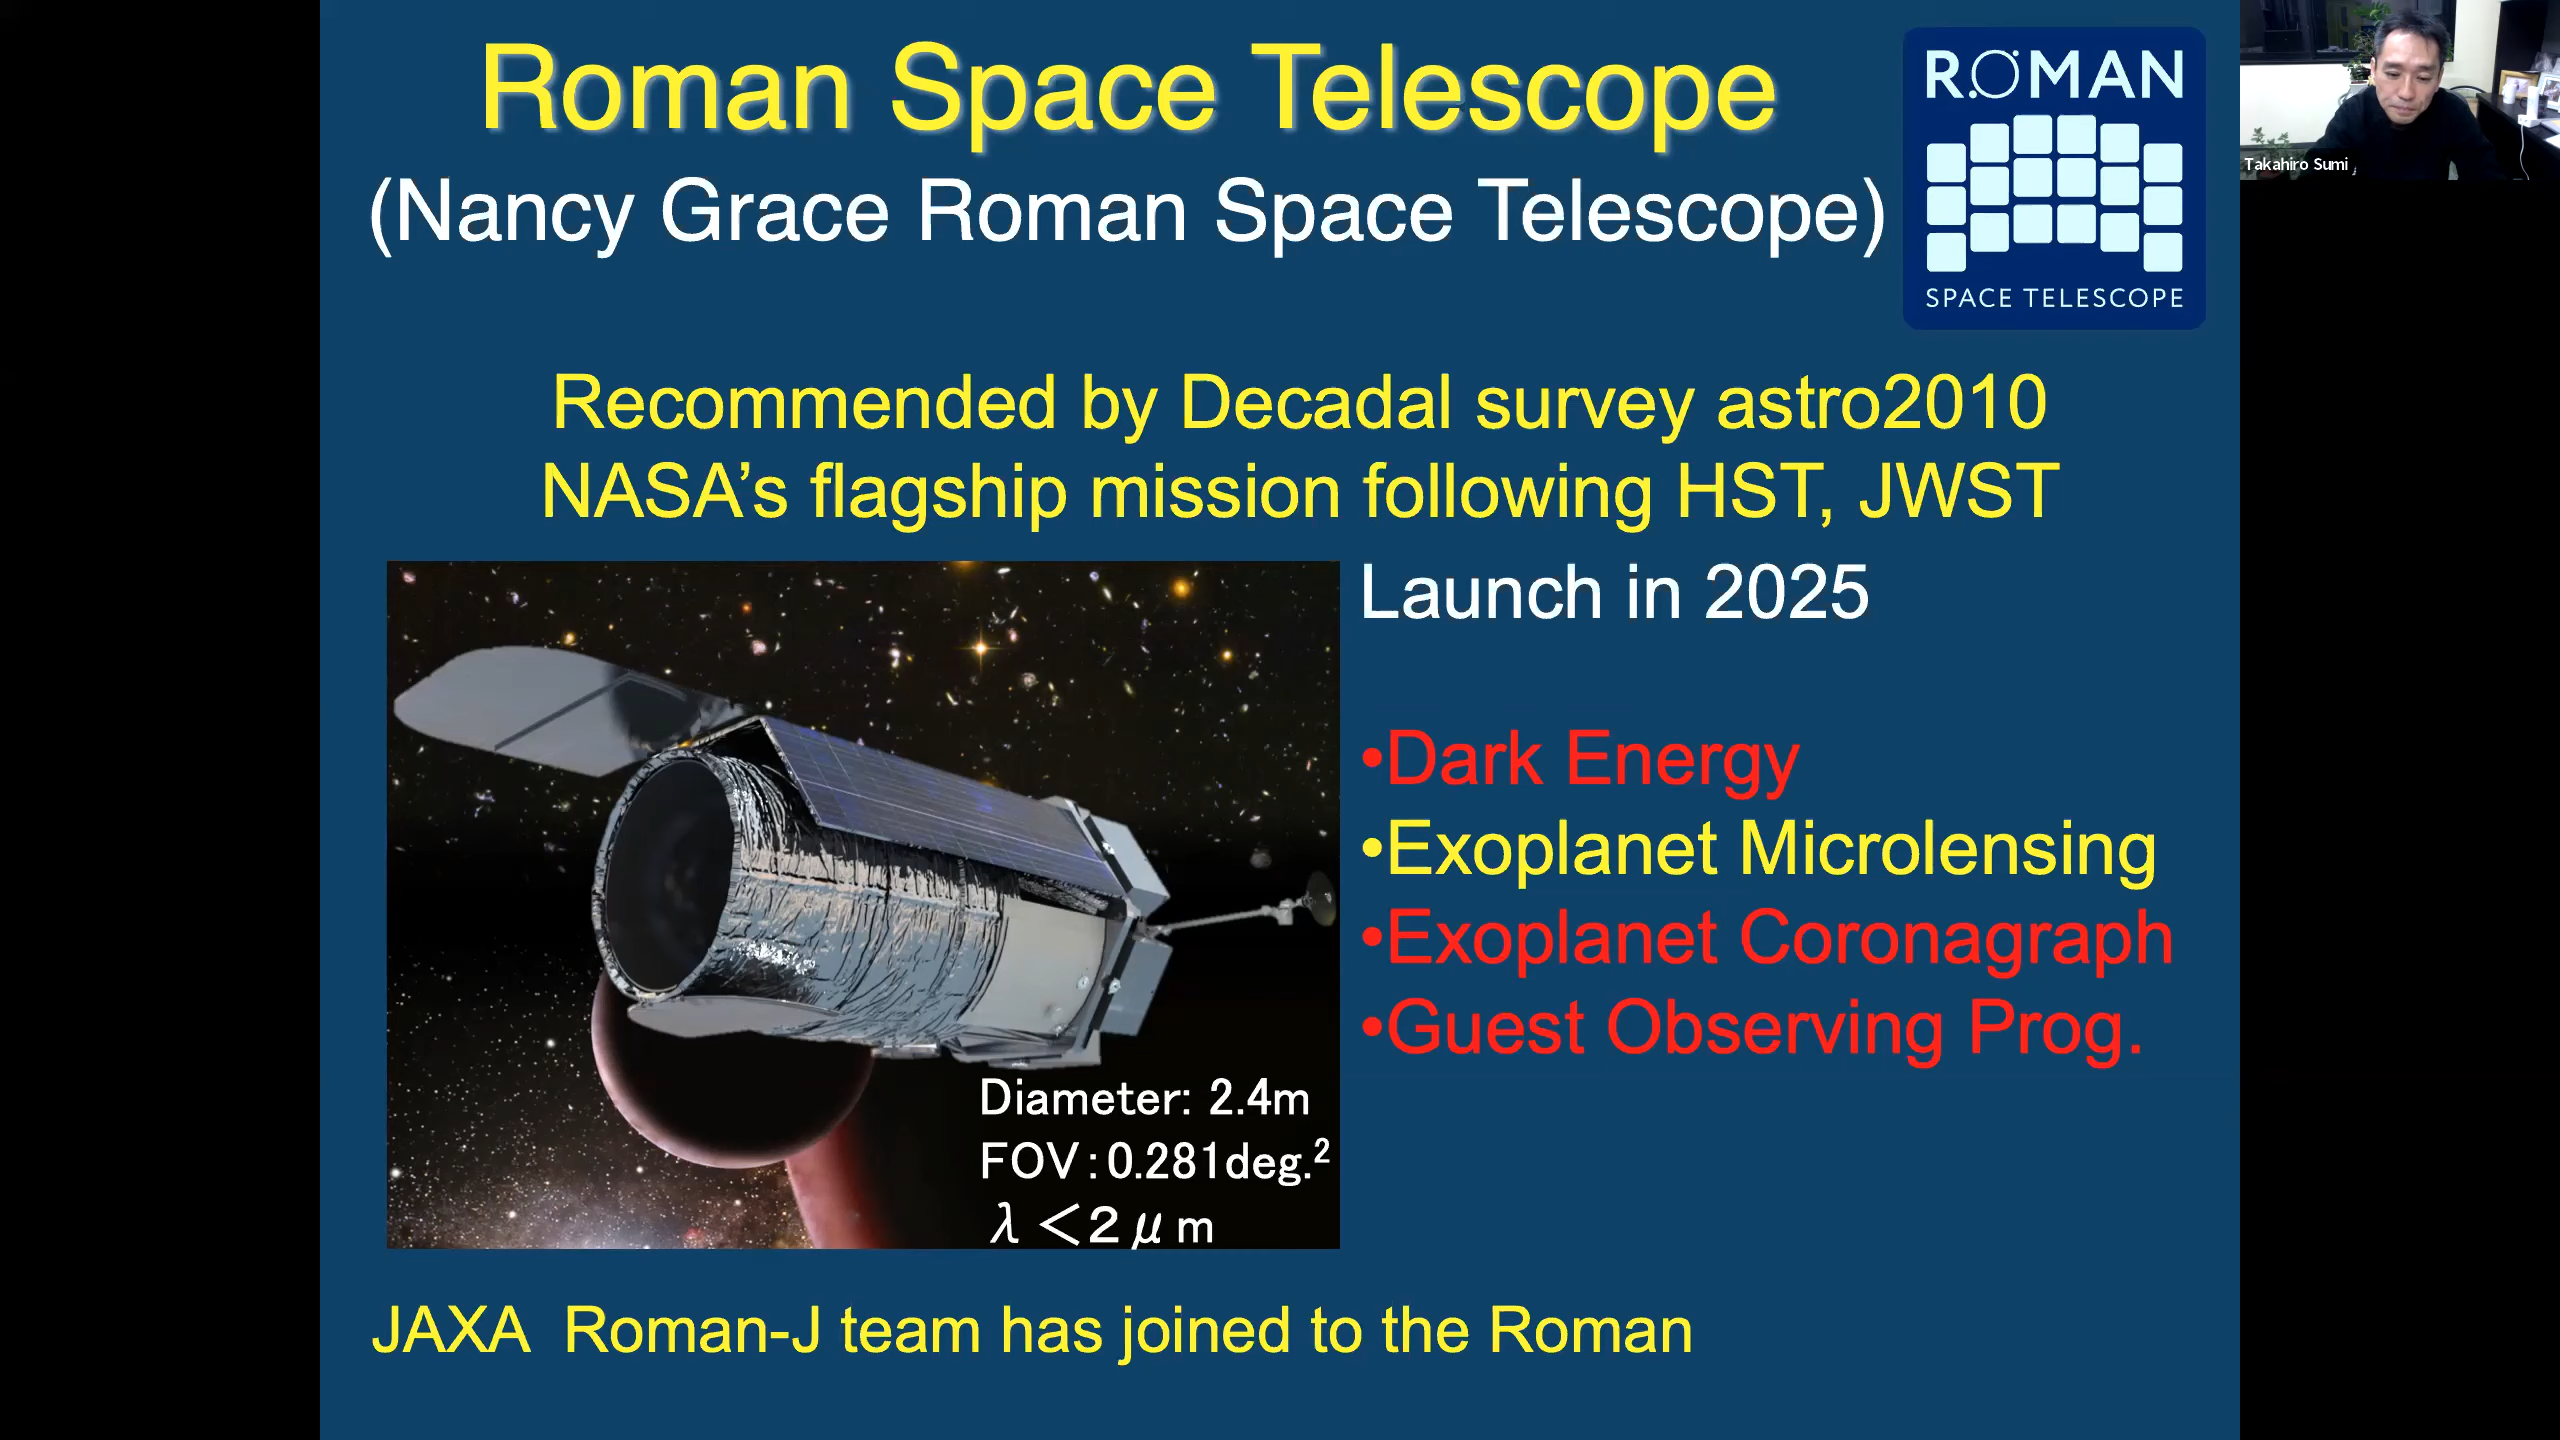 Roman Space Telescope
(Nancy Grace Roman Space Telescope)
ROMAN
SPACE TELESCOPE
Takahiro Sumi
Recommended by Decadal survey astro2010
NASA’s flagship mission following HST, JWST
Launch in 2025
•Dark Energy
•Exoplanet Microlensing
•Exoplanet Coronagraph
•Guest Observing Prog.
Diameter: 2.4m
FOV:0.281deg.²
λ <2μm
JAXA Roman-J team has joined to the Roman